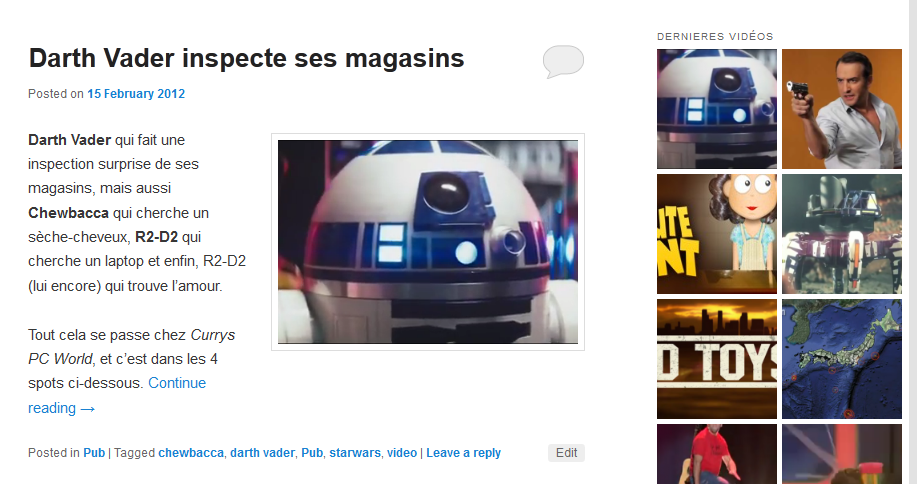 Darth Vader inspecte ses magasins
Posted on 15 February 2012
Darth Vader qui fait une
inspection surprise de ses
magasins, mais aussi
Chewbacca qui cherche un
sèche-cheveux, R2-D2 qui
cherche un laptop et enfin, R2-D2
(lui encore) qui trouve l’amour.
Tout cela se passe chez Currys
PC World, et c’est dans les 4
spots ci-dessous. Continue
reading →
Posted in Pub | Tagged chewbacca, darth vader, Pub, starwars, video | Leave a reply
Edit
DERNIERES VIDÉOS
ITE
NT
D TOYS